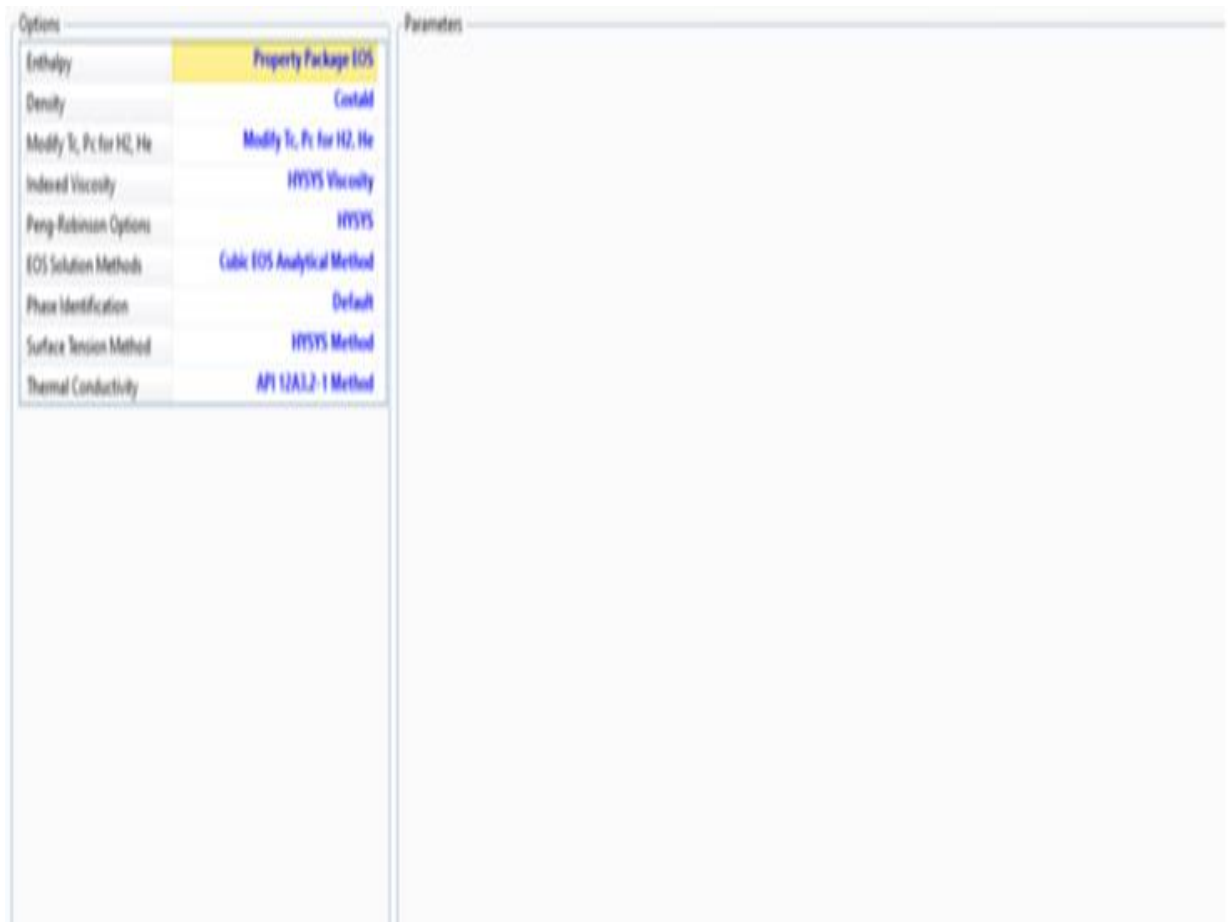 Options
Parameters
Enthalpy Property Package EOS
Density Costald
Modify Tc, Pc for H2, He Modify Tc, Pc for H2, He
Indexed Viscosity HYSYS Viscosity
Peng-Robinson Options HYSYS
EOS Solution Methods Cubic EOS Analytical Method
Phase Identification Default
Surface Tension Method HYSYS Method
Thermal Conductivity API 12A3.2-1 Method